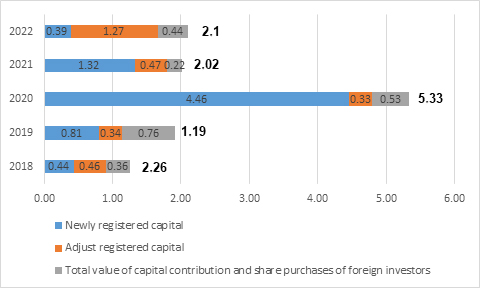 2022 0.39 1.27 0.44 2.1
2021 1.32 0.47 0.22 2.02
2020 4.46 0.33 0.53 5.33
2019 0.81 0.34 0.76 1.19
2018 0.44 0.46 0.36 2.26
0.00 1.00 2.00 3.00 4.00 5.00 6.00
Newly registered capital
Adjust registered capital
Total value of capital contribution and share purchases of foreign investors